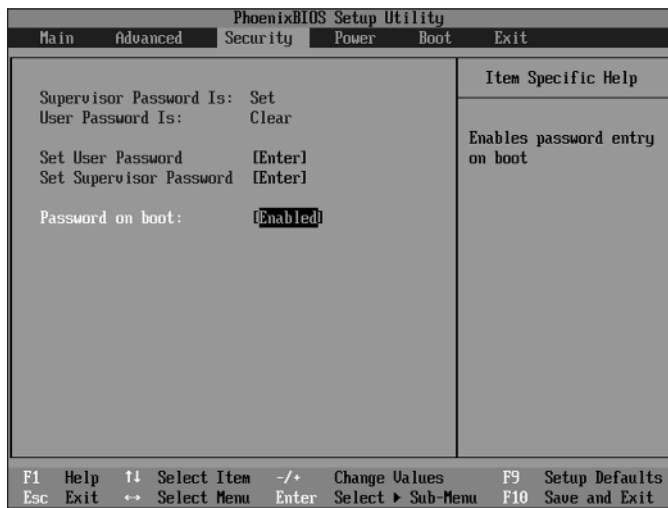 PhoenixBIOS Setup Utility
Main Advanced Security Power Boot Exit
Item Specific Help
Supervisor Password Is: Set
User Password Is: Clear
Enables password entry
on boot
Set User Password [Enter]
Set Supervisor Password [Enter]
Password on boot: [Enabled]
F1 Help ↑↓ Select Item -/+ Change Values F9 Setup Defaults
Esc Exit ↔ Select Menu Enter Select ▶ Sub-Menu F10 Save and Exit